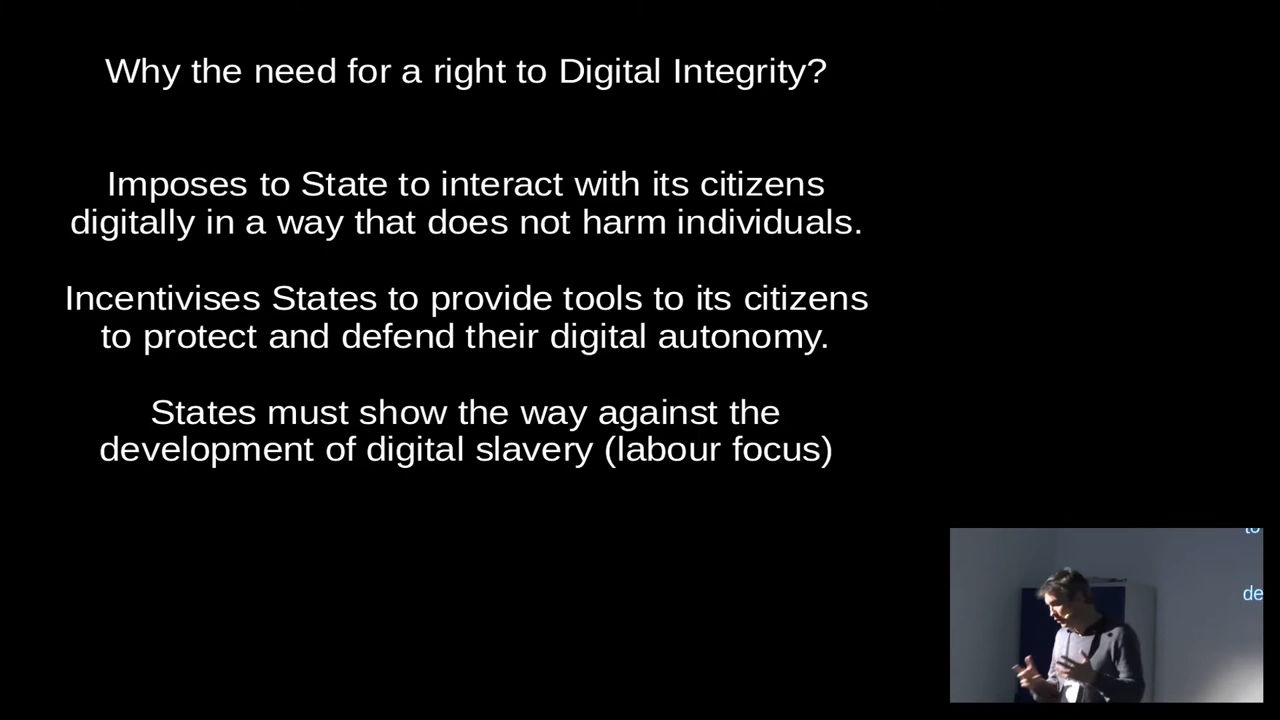 Why the need for a right to Digital Integrity?
Imposes to State to interact with its citizens
digitally in a way that does not harm individuals.
Incentivises States to provide tools to its citizens
to protect and defend their digital autonomy.
States must show the way against the
development of digital slavery (labour focus)
to
de